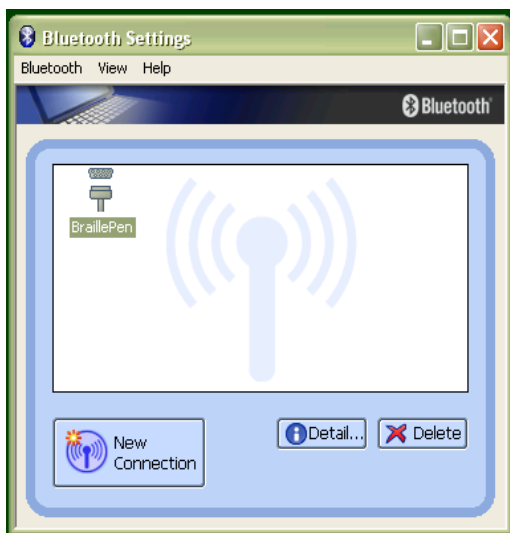 Bluetooth Settings
Bluetooth View Help
Bluetooth
BraillePen
New
Connection
Detail...
Delete